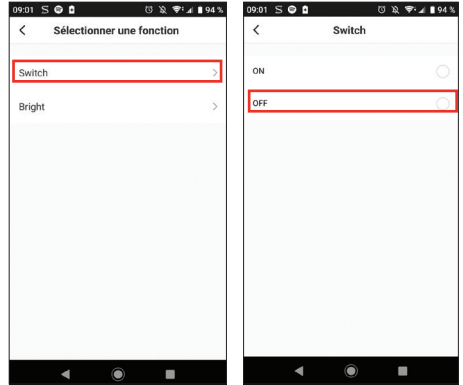 09:01 94 %
Sélectionner une fonction
Switch
Bright
09:01 94 %
Switch
ON
OFF